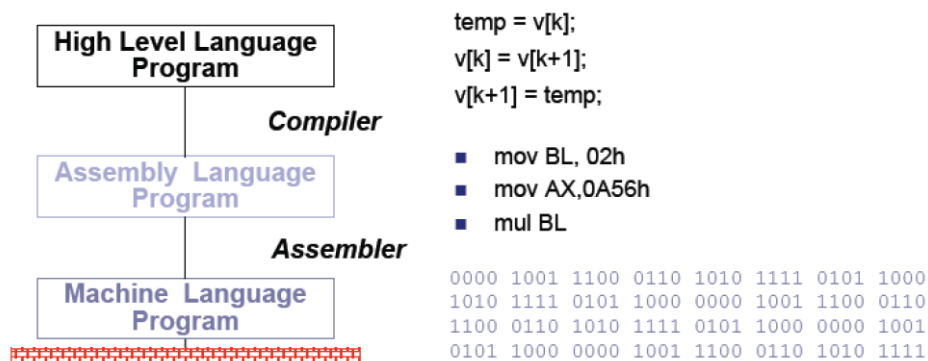 High Level Language
Program
temp = v[k];
v[k] = v[k+1];
v[k+1] = temp;
Compiler
Assembly Language
Program
mov BL, 02h
mov AX,0A56h
mul BL
Assembler
Machine Language
Program
0000 1001 1100 0110 1010 1111 0101 1000
1010 1111 0101 1000 0000 1001 1100 0110
1100 0110 1010 1111 0101 1000 0000 1001
0101 1000 0000 1001 1100 0110 1010 1111